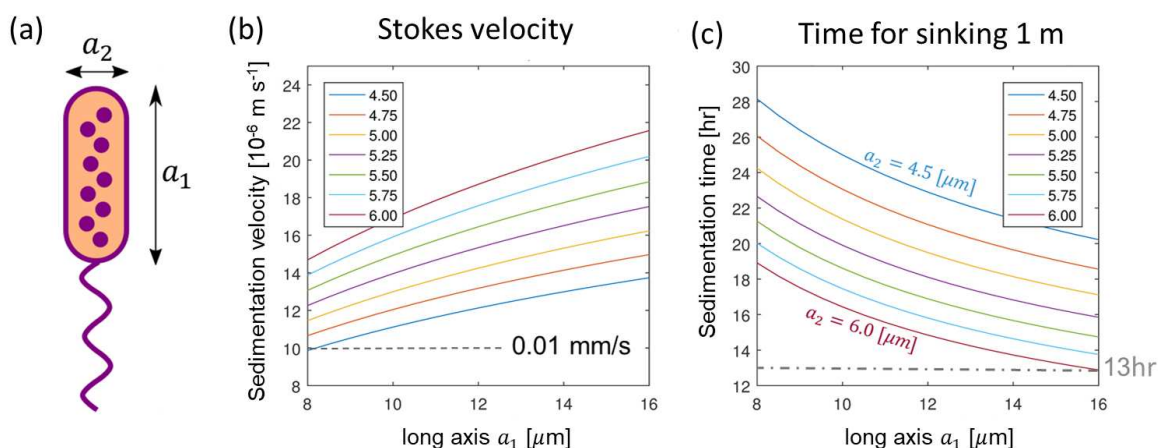 (a)
a₂
a₁
(b)
Stokes velocity
Sedimentation velocity [10⁻⁶ m s⁻¹]
24
22
20
18
16
14
12
10
8
4.50
4.75
5.00
5.25
5.50
5.75
6.00
0.01 mm/s
8
10
12
14
16
long axis a₁ [μm]
(c)
Time for sinking 1 m
Sedimentation time [hr]
30
28
26
24
22
20
18
16
14
12
4.50
4.75
5.00
5.25
5.50
5.75
6.00
a₂ = 4.5 [μm]
a₂ = 6.0 [μm]
13hr
8
10
12
14
16
long axis a₁ [μm]